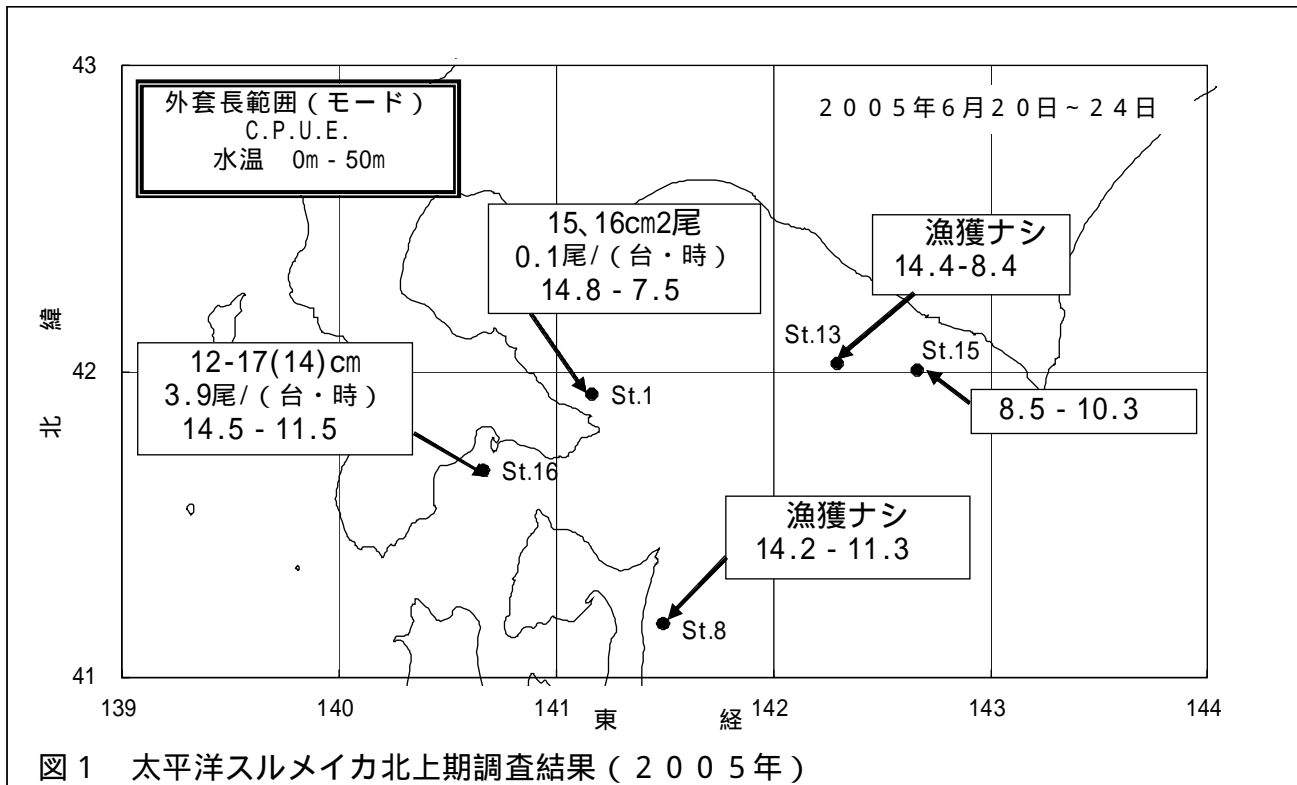 43
外套長範囲（モード）
C.P.U.E.
水温　0m - 50m
２００５年６月２０日～２４日
15、16cm2尾
0.1尾/（台・時）
14.8 - 7.5
漁獲ナシ
14.4-8.4
北　緯
12-17(14)cm
3.9尾/（台・時）
14.5 - 11.5
St.13
St.15
42
St.1
8.5 - 10.3
St.16
漁獲ナシ
14.2 - 11.3
St.8
41
139
140
141
142
143
144
東　経
図１　太平洋スルメイカ北上期調査結果（２００５年）